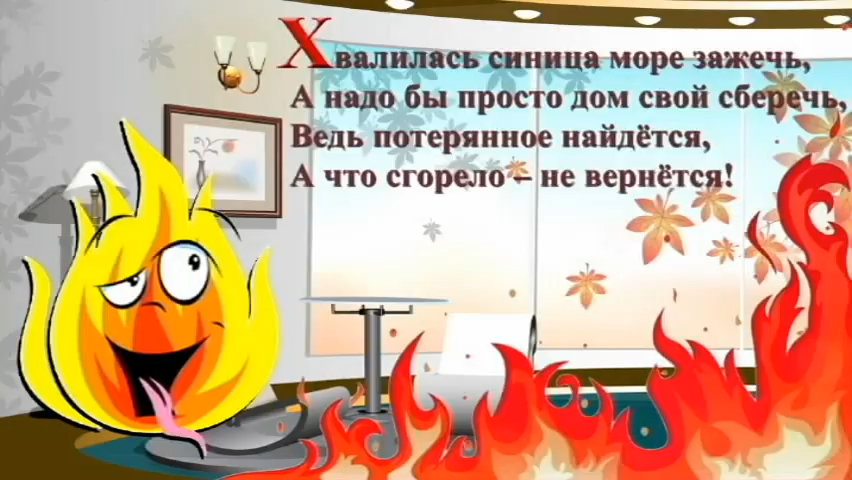 Хвалилась синица море зажечь,
А надо бы просто дом свой сберечь,
Ведь потерянное найдётся,
А что сгорело – не вернётся!